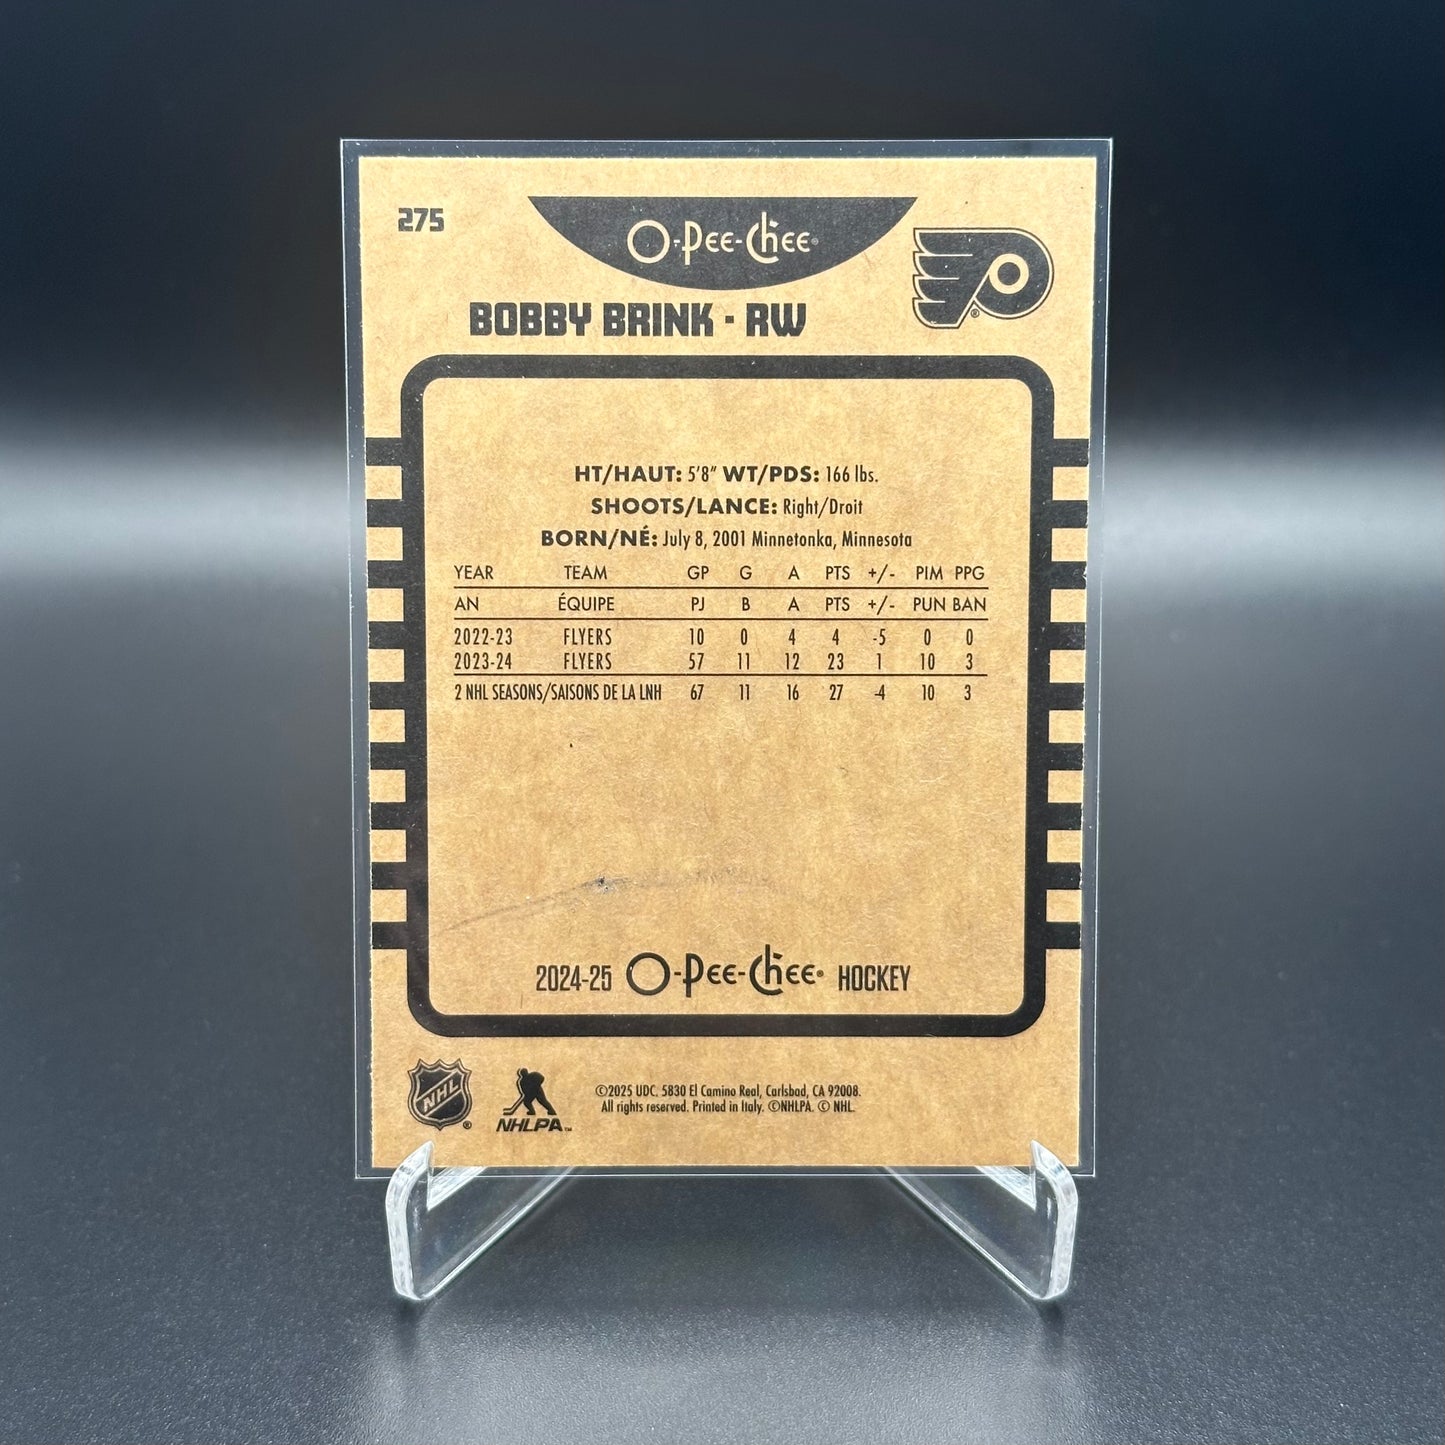 275
O-Pee-Chee®
BOBBY BRINK - RW
®
HT/HAUT: 5'8" WT/PDS: 166 lbs.
SHOOTS/LANCE: Right/Droit
BORN/NÉ: July 8, 2001 Minnetonka, Minnesota
YEAR TEAM GP G A PTS +/- PIM PPG
AN ÉQUIPE PJ B A PTS +/- PUN BAN
2022-23 FLYERS 10 0 4 4 -5 0 0
2023-24 FLYERS 57 11 12 23 1 10 3
2 NHL SEASONS/SAISONS DE LA LNH 67 11 16 27 -4 10 3
2024-25 O-Pee-Chee® HOCKEY
NHL ®
NHLPA™
©2025 UDC. 5830 El Camino Real, Carlsbad, CA 92008.
All rights reserved. Printed in Italy. ©NHLPA. © NHL.